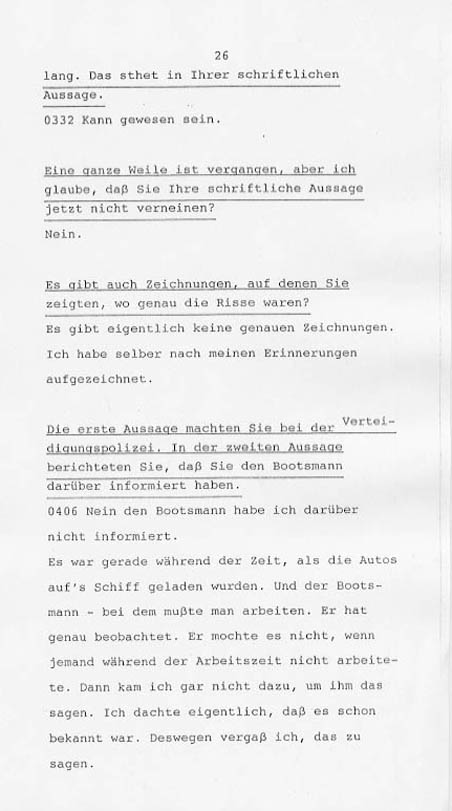 26
lang. Das sthet in Ihrer schriftlichen
Aussage.
0332 Kann gewesen sein.
Eine ganze Weile ist vergangen, aber ich
glaube, daß Sie Ihre schriftliche Aussage
jetzt nicht verneinen?
Nein.
Es gibt auch Zeichnungen, auf denen Sie
zeigten, wo genau die Risse waren?
Es gibt eigentlich keine genauen Zeichnungen.
Ich habe selber nach meinen Erinnerungen
aufgezeichnet.
Die erste Aussage machten Sie bei der Vertei-
digungspolizei. In der zweiten Aussage
berichteten Sie, daß Sie den Bootsmann
darüber informiert haben.
0406 Nein den Bootsmann habe ich darüber
nicht informiert.
Es war gerade während der Zeit, als die Autos
auf's Schiff geladen wurden. Und der Boots-
mann - bei dem mußte man arbeiten. Er hat
genau beobachtet. Er mochte es nicht, wenn
jemand während der Arbeitszeit nicht arbeite-
te. Dann kam ich gar nicht dazu, um ihm das
sagen. Ich dachte eigentlich, daß es schon
bekannt war. Deswegen vergaß ich, das zu
sagen.